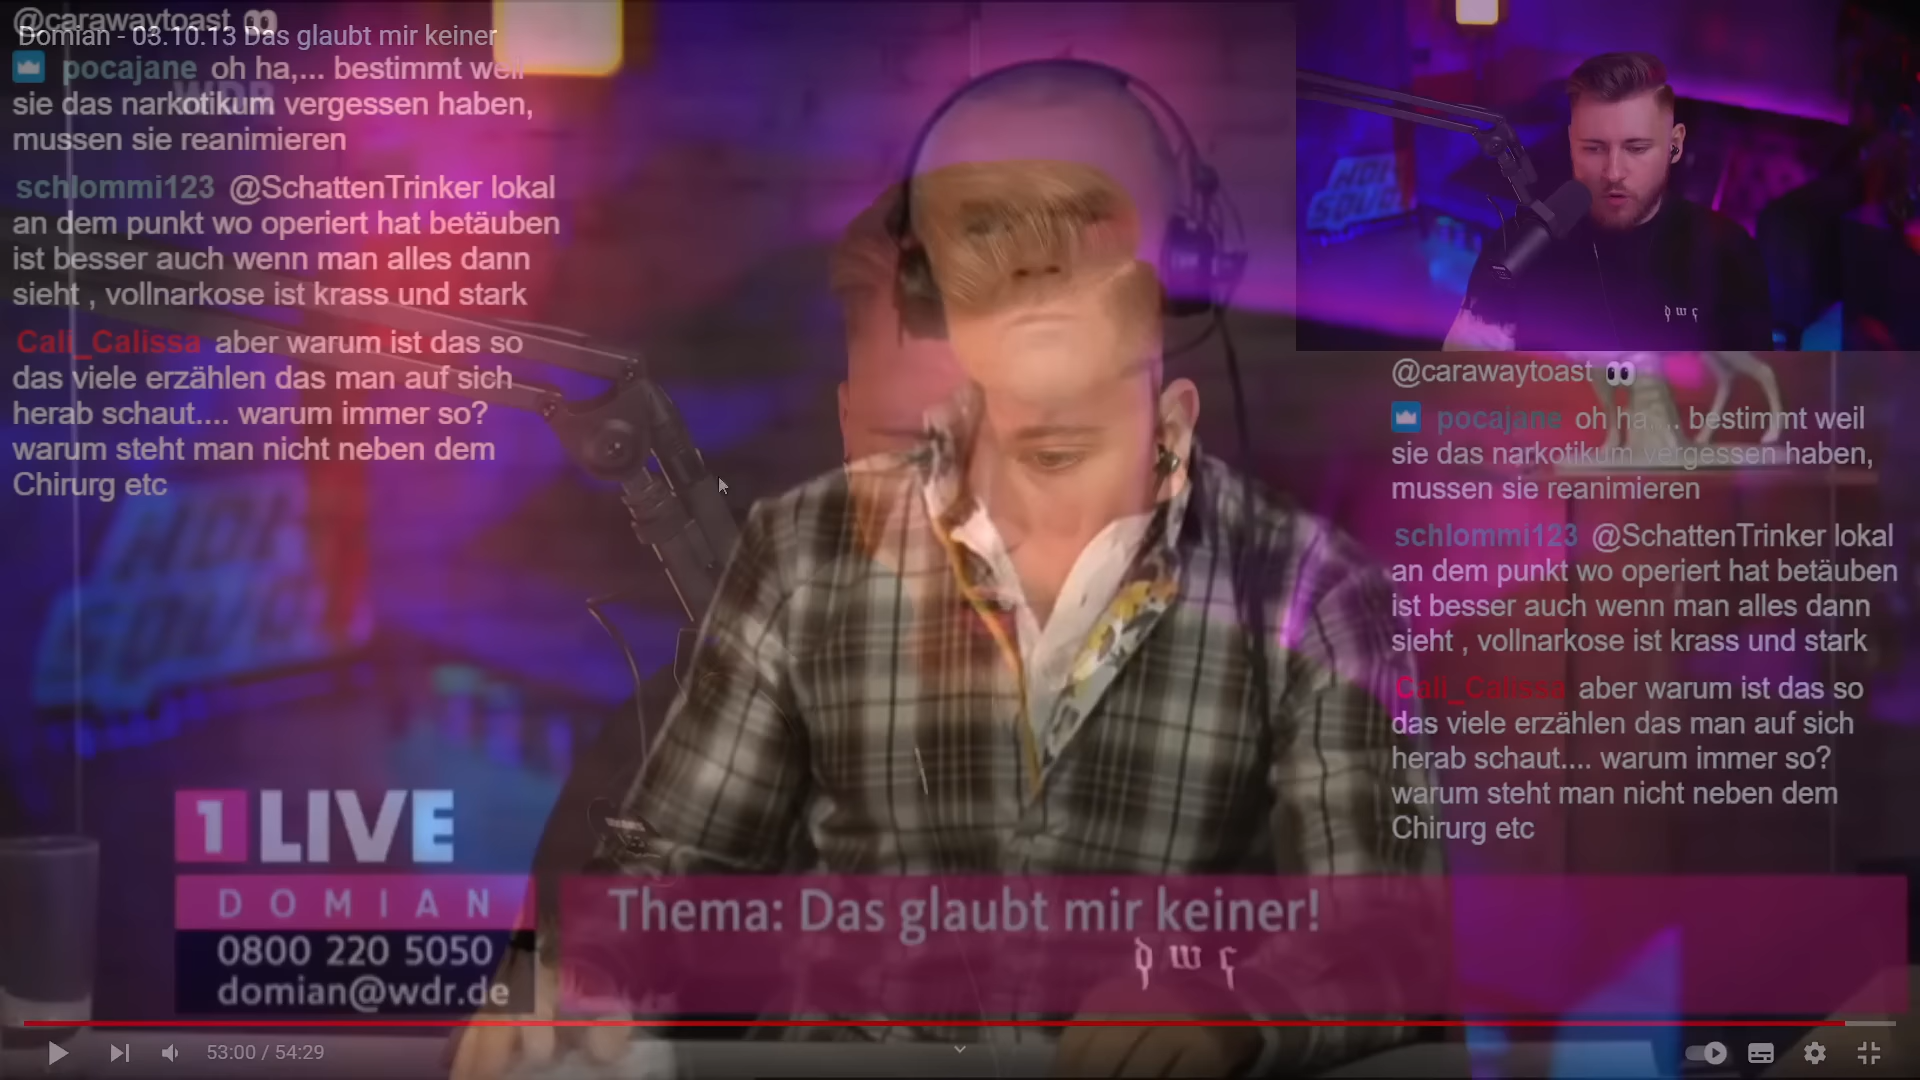 @carawaytoast
Domian - 03.10.13 Das glaubt mir keiner
WDR
pocajane oh ha,... bestimmt weil
sie das narkotikum vergessen haben,
mussen sie reanimieren
schlommi123 @SchattenTrinker lokal
an dem punkt wo operiert hat betäuben
ist besser auch wenn man alles dann
sieht , vollnarkose ist krass und stark
Cali_Calissa aber warum ist das so
das viele erzählen das man auf sich
herab schaut.... warum immer so?
warum steht man nicht neben dem
Chirurg etc
@carawaytoast
pocajane oh ha,... bestimmt weil
sie das narkotikum vergessen haben,
mussen sie reanimieren
schlommi123 @SchattenTrinker lokal
an dem punkt wo operiert hat betäuben
ist besser auch wenn man alles dann
sieht , vollnarkose ist krass und stark
Cali_Calissa aber warum ist das so
das viele erzählen das man auf sich
herab schaut.... warum immer so?
warum steht man nicht neben dem
Chirurg etc
1 LIVE
DOMIAN
0800 220 5050
domian@wdr.de
Thema: Das glaubt mir keiner!
53:00 / 54:29